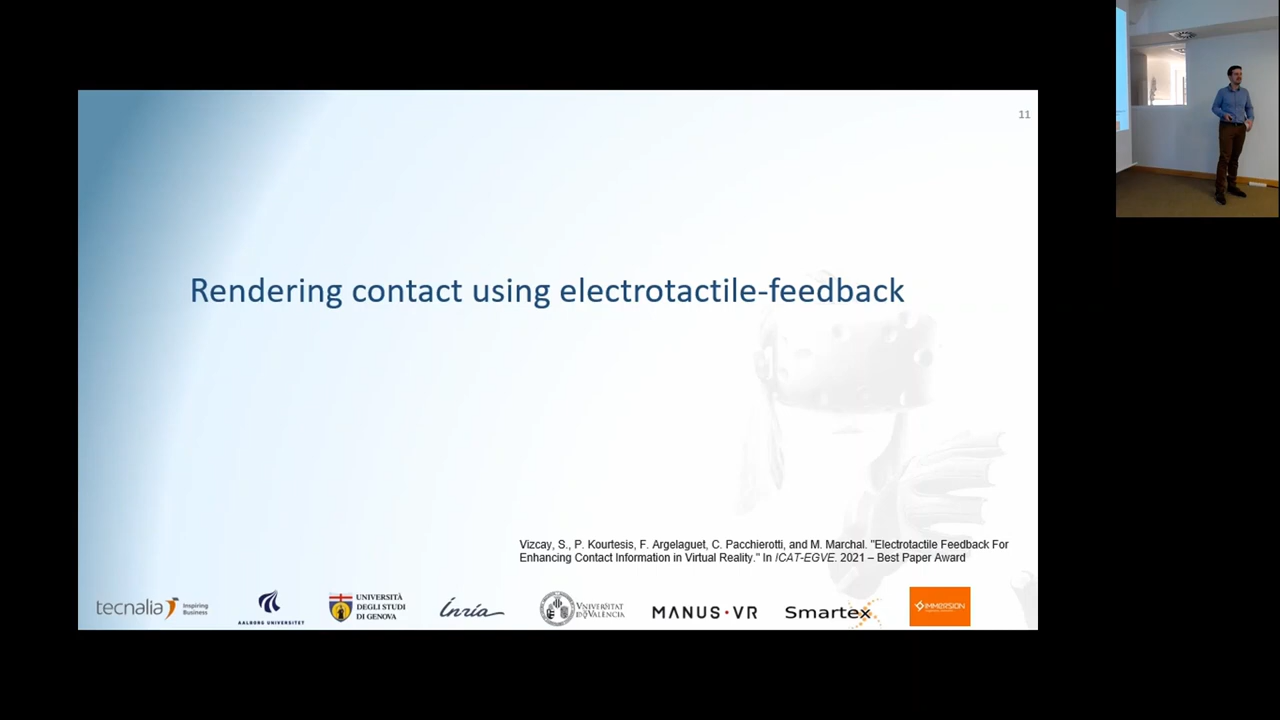 11
Rendering contact using electrotactile-feedback
Vizcay, S., P. Kourtesis, F. Argelaguet, C. Pacchierotti, and M. Marchal. "Electrotactile Feedback For
Enhancing Contact Information in Virtual Reality." In ICAT-EGVE. 2021 – Best Paper Award
tecnalia Inspiring
Business
AALBORG UNIVERSITET
UNIVERSITÀ
DEGLI STUDI
DI GENOVA
Inria
VNIVERSITAT
D VALÈNCIA
MANUS·VR
Smartex
IMMERSION